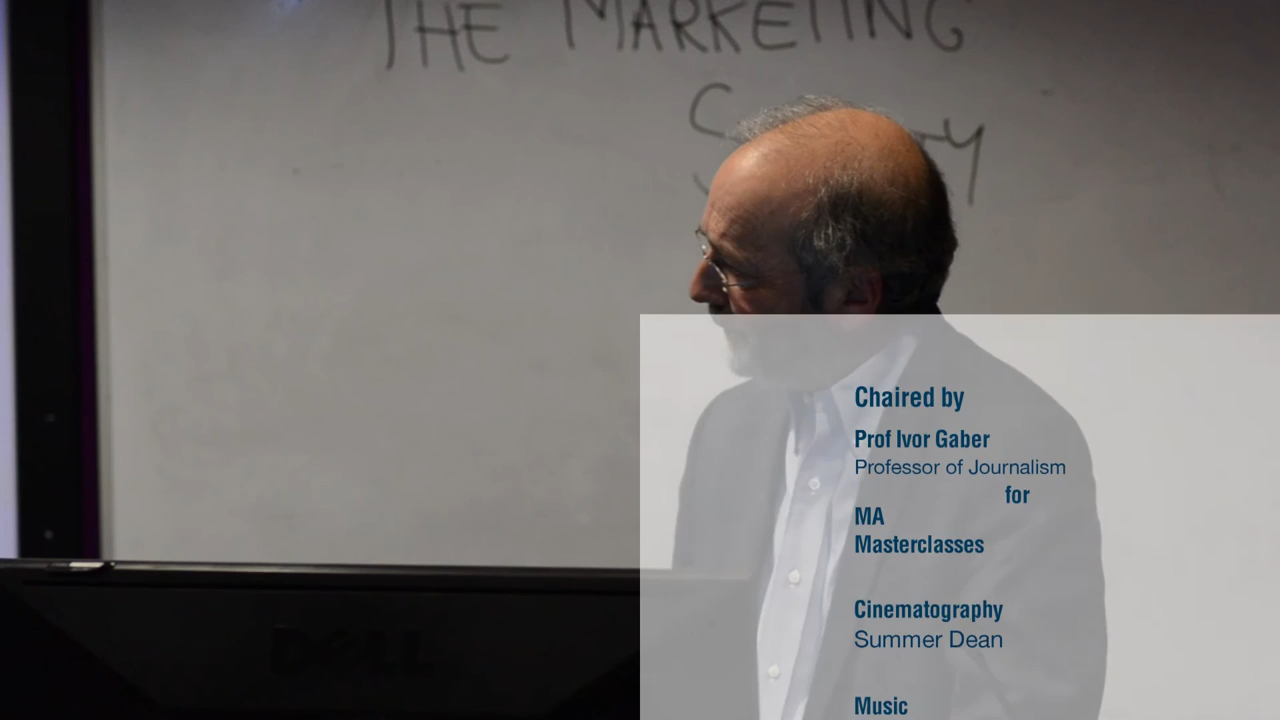 THE MARKETING
Chaired by
Prof Ivor Gaber
Professor of Journalism
for
MA
Masterclasses
DELL
Cinematography
Summer Dean
Music